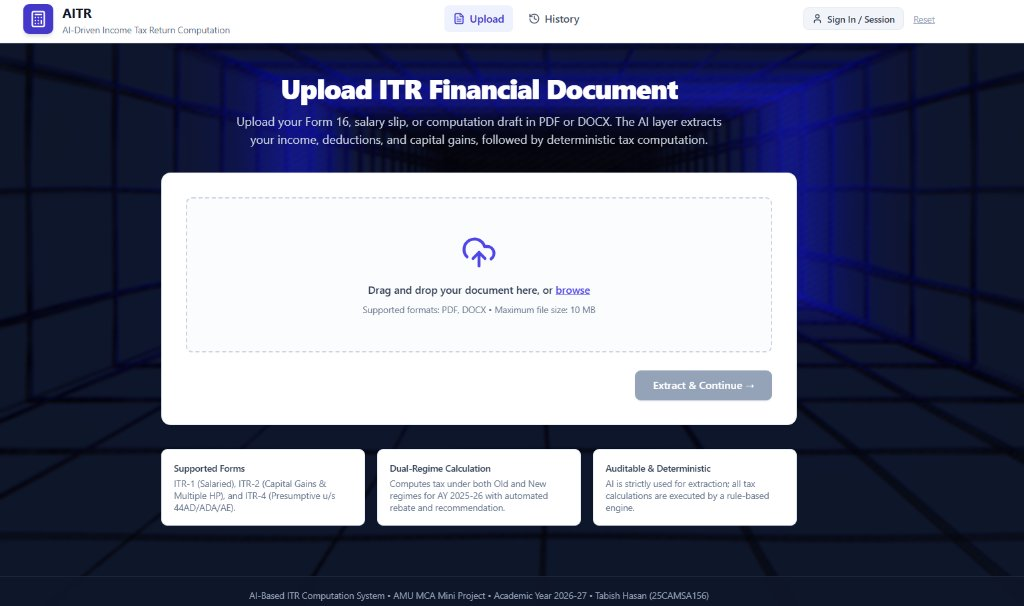 AITR
AI-Driven Income Tax Return Computation
Upload
History
Sign In / Session
Reset
Upload ITR Financial Document
Upload your Form 16, salary slip, or computation draft in PDF or DOCX. The AI layer extracts
your income, deductions, and capital gains, followed by deterministic tax computation.
Drag and drop your document here, or browse
Supported formats: PDF, DOCX • Maximum file size: 10 MB
Extract & Continue →
Supported Forms
ITR-1 (Salaried), ITR-2 (Capital Gains &
Multiple HP), and ITR-4 (Presumptive u/s
44AD/ADA/AE).
Dual-Regime Calculation
Computes tax under both Old and New
regimes for AY 2025-26 with automated
rebate and recommendation.
Auditable & Deterministic
AI is strictly used for extraction; all tax
calculations are executed by a rule-based
engine.
AI-Based ITR Computation System • AMU MCA Mini Project • Academic Year 2026-27 • Tabish Hasan (25CAMSA156)